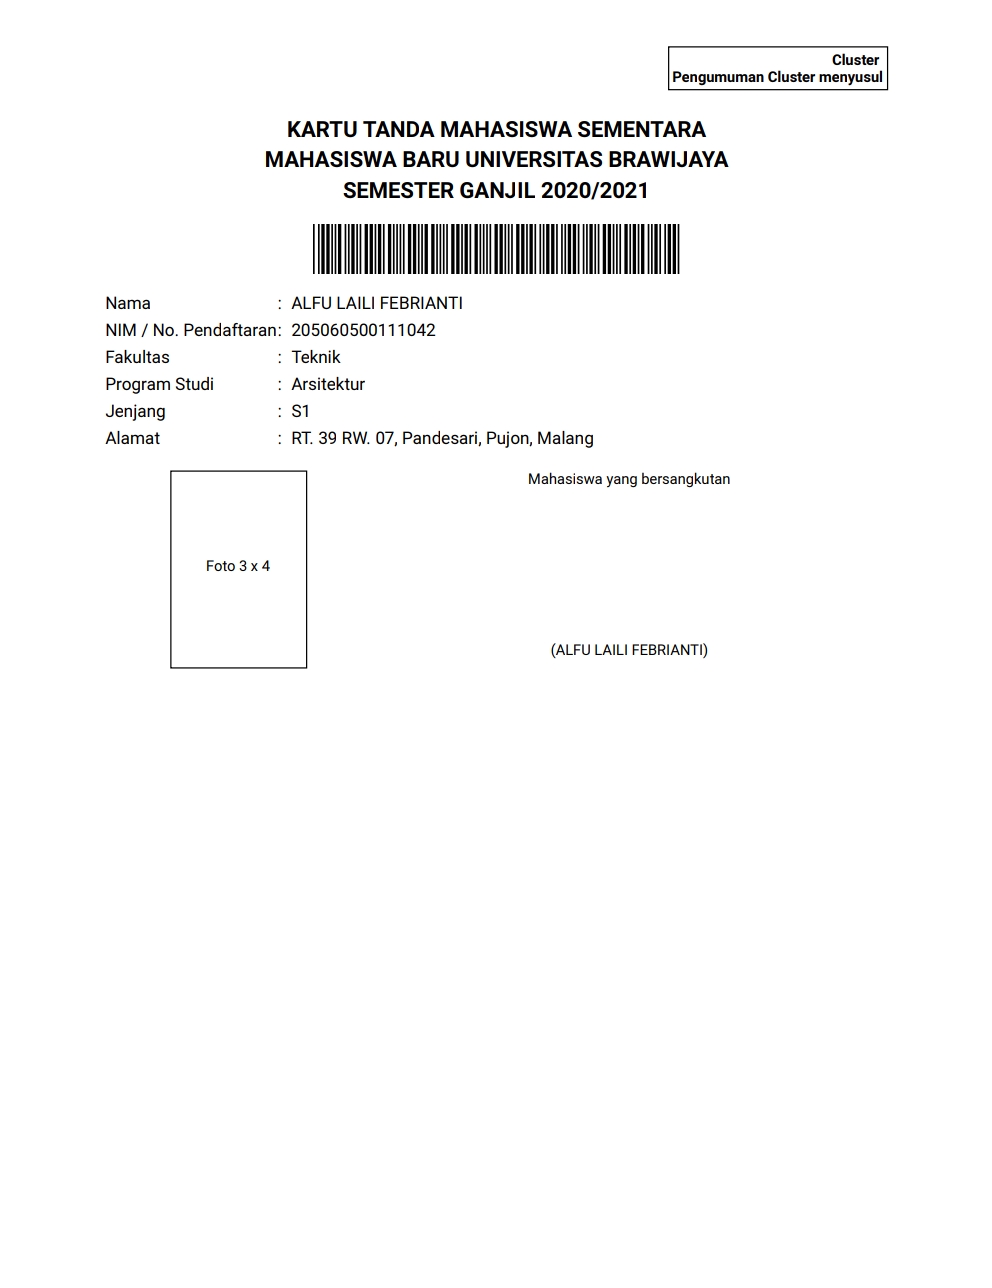 Cluster
Pengumuman Cluster menyusul
KARTU TANDA MAHASISWA SEMENTARA
MAHASISWA BARU UNIVERSITAS BRAWIJAYA
SEMESTER GANJIL 2020/2021
Nama : ALFU LAILI FEBRIANTI
NIM / No. Pendaftaran : 205060500111042
Fakultas : Teknik
Program Studi : Arsitektur
Jenjang : S1
Alamat : RT. 39 RW. 07, Pandesari, Pujon, Malang
Mahasiswa yang bersangkutan
Foto 3 x 4
(ALFU LAILI FEBRIANTI)